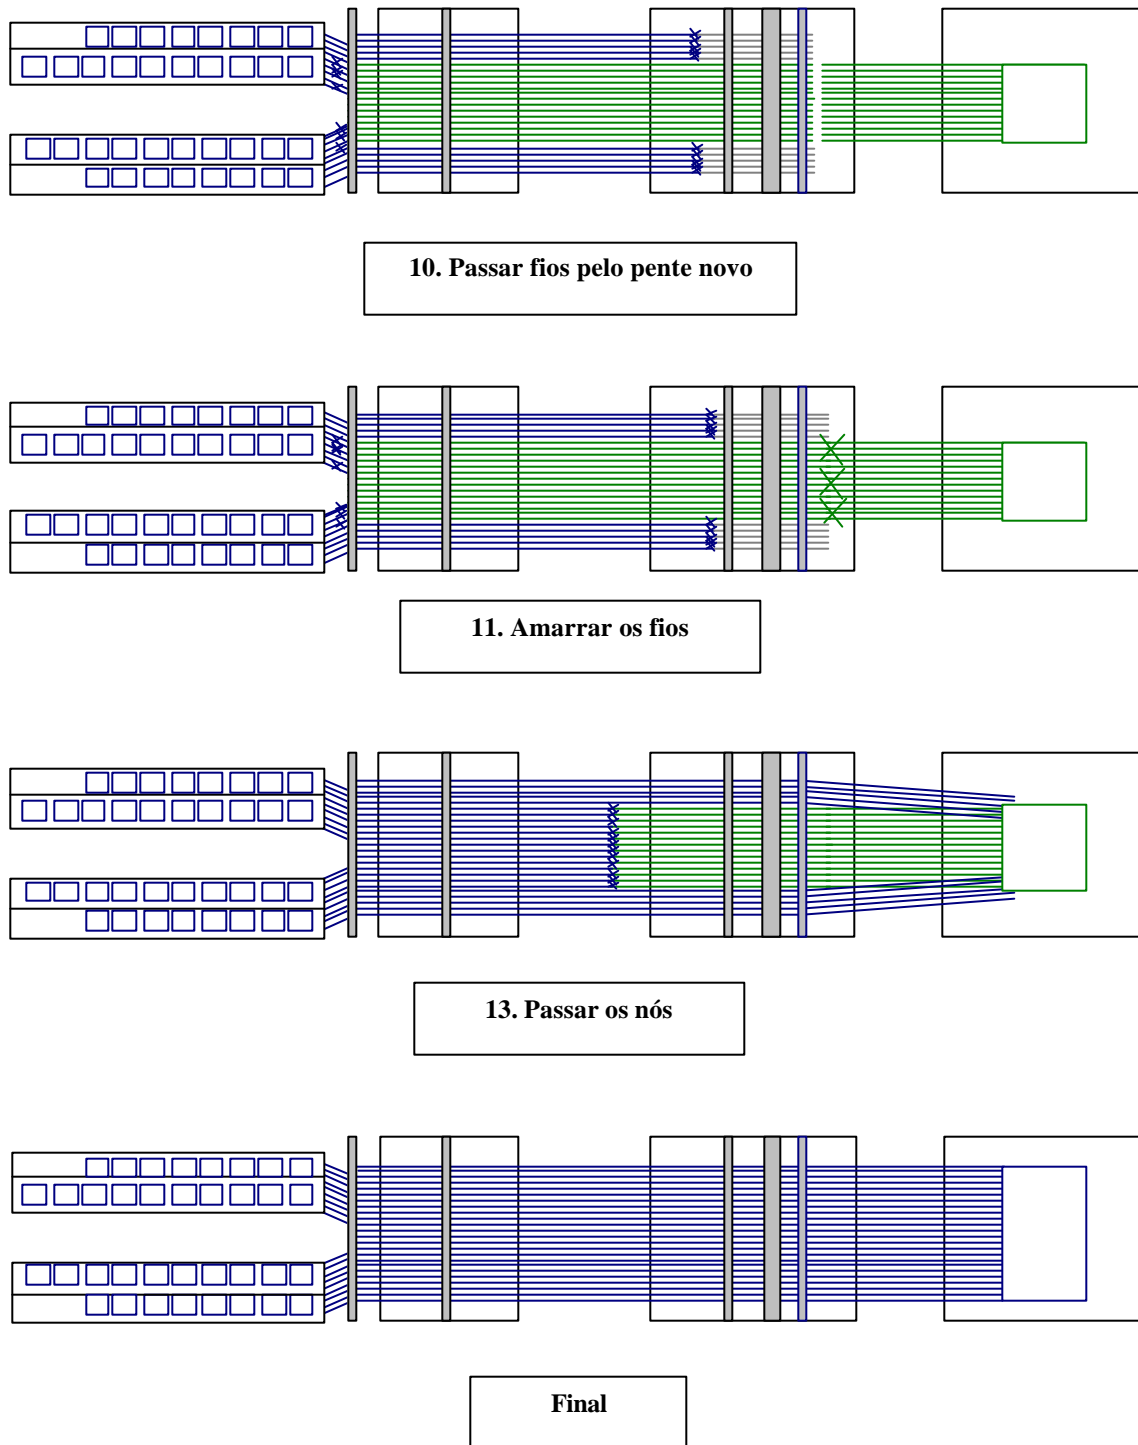 10. Passar fios pelo pente novo
11. Amarrar os fios
13. Passar os nós
Final